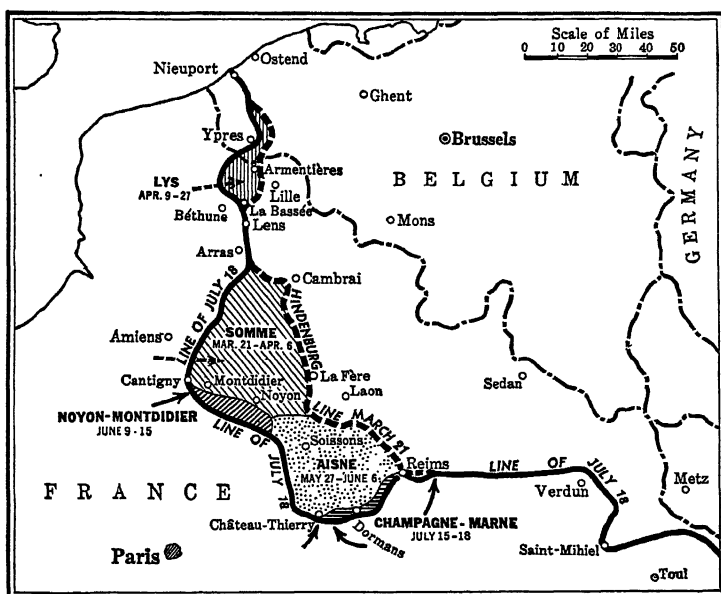 Scale of Miles
0 10 20 30 40 50
Nieuport
Ostend
Ghent
Ypres
Brussels
LYS
APR. 9-27
Armentières
Lille
BELGIUM
GERMANY
Béthune
La Bassée
Lens
Mons
Arras
LINE OF JULY 18
Cambrai
HINDENBURG
SOMME
MAR. 21-APR. 6
Amiens
Cantigny
Montdidier
Noyon
La Fère
Laon
Sedan
NOYON-MONTDIDIER
JUNE 9-15
LINE OF JULY 18
LINE MARCH 21
Soissons
AISNE
MAY 27-JUNE 6
Reims
LINE OF JULY 18
Verdun
Metz
FRANCE
Château-Thierry
Dormans
CHAMPAGNE-MARNE
JULY 15-18
Saint-Mihiel
Paris
Toul